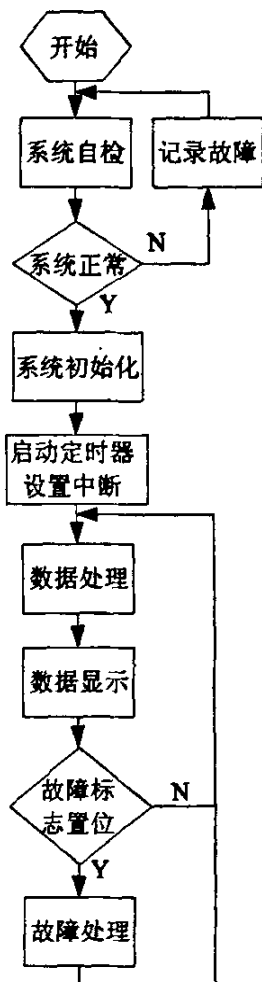 开始
系统自检
记录故障
系统正常
N
Y
系统初始化
启动定时器
设置中断
数据处理
数据显示
故障标
志置位
N
Y
故障处理